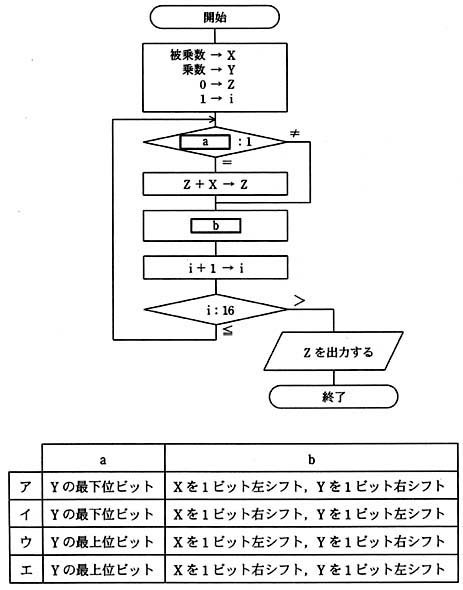 開始
被乗数 → X
乗数 → Y
0 → Z
1 → i
a : 1
≠
=
Z + X → Z
b
i + 1 → i
i : 16
>
≦
Z を出力する
終了
a b
ア Y の最下位ビット X を1ビット左シフト, Y を1ビット右シフト
イ Y の最下位ビット X を1ビット右シフト, Y を1ビット左シフト
ウ Y の最上位ビット X を1ビット左シフト, Y を1ビット右シフト
エ Y の最上位ビット X を1ビット右シフト, Y を1ビット左シフト